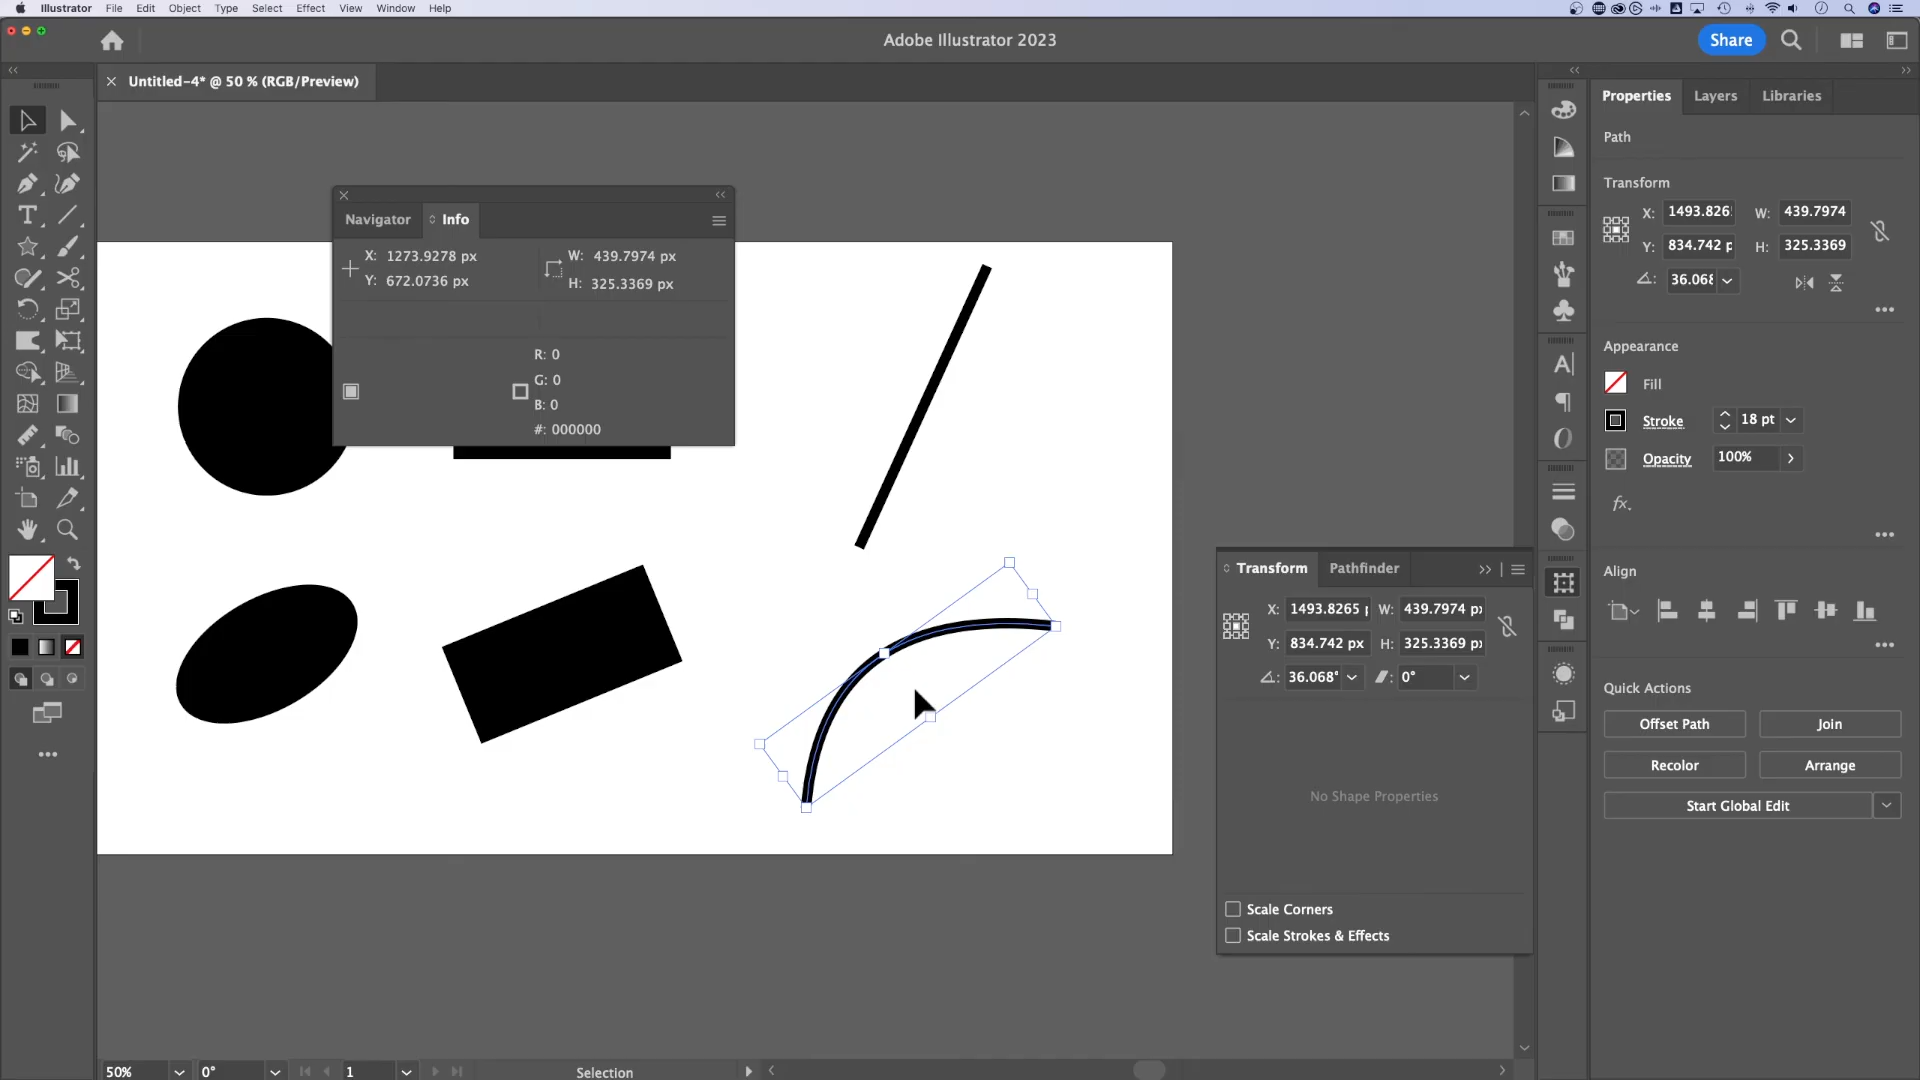 Illustrator File Edit Object Type Select Effect View Window Help
Adobe Illustrator 2023
Share
Untitled-4* @ 50 % (RGB/Preview)
Navigator Info
X: 1273.9278 px
Y: 672.0736 px
W: 439.7974 px
H: 325.3369 px
R: 0
G: 0
B: 0
#: 000000
Transform Pathfinder
X: 1493.8265 W: 439.7974 px
Y: 834.742 px H: 325.3369 px
36.068° 0°
No Shape Properties
Scale Corners
Scale Strokes & Effects
Properties Layers Libraries
Path
Transform
X: 1493.826 W: 439.7974
Y: 834.742 p H: 325.3369
36.068
Appearance
Fill
Stroke 18 pt
Opacity 100%
fx
Align
Quick Actions
Offset Path Join
Recolor Arrange
Start Global Edit
50% 0° 1 Selection